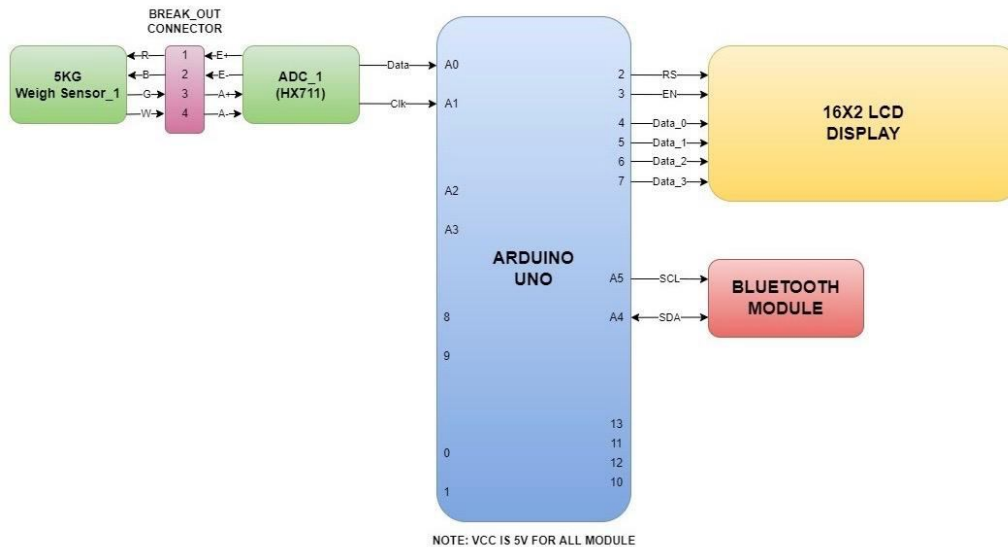 BREAK_OUT
CONNECTOR
5KG
Weigh Sensor_1
R
B
G
W
1
2
3
4
E+
E-
A+
A-
ADC_1
(HX711)
Data
Clk
A0
A1
A2
A3
8
9
0
1
ARDUINO
UNO
2
3
4
5
6
7
A5
A4
13
11
12
10
RS
EN
Data_0
Data_1
Data_2
Data_3
SCL
SDA
16X2 LCD
DISPLAY
BLUETOOTH
MODULE
NOTE: VCC IS 5V FOR ALL MODULE